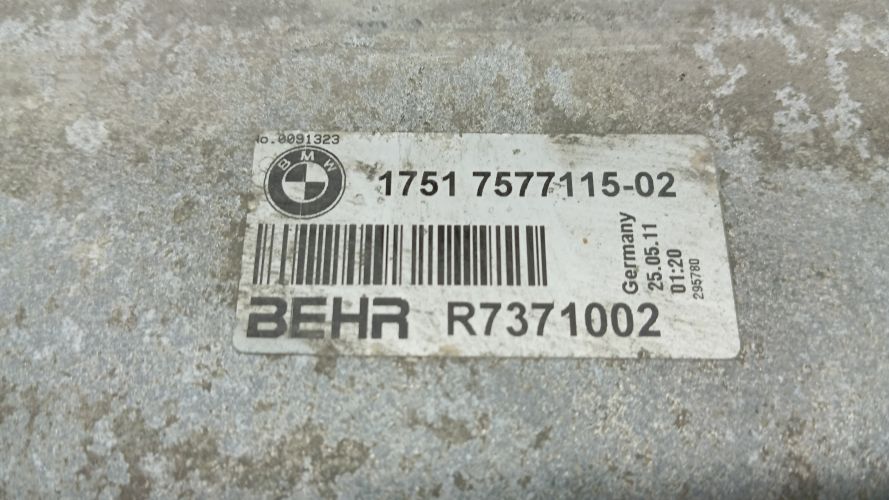 No.0091323
BMW
1751 7577115-02
Germany
25.05.11
01:20
295780
BEHR R7371002